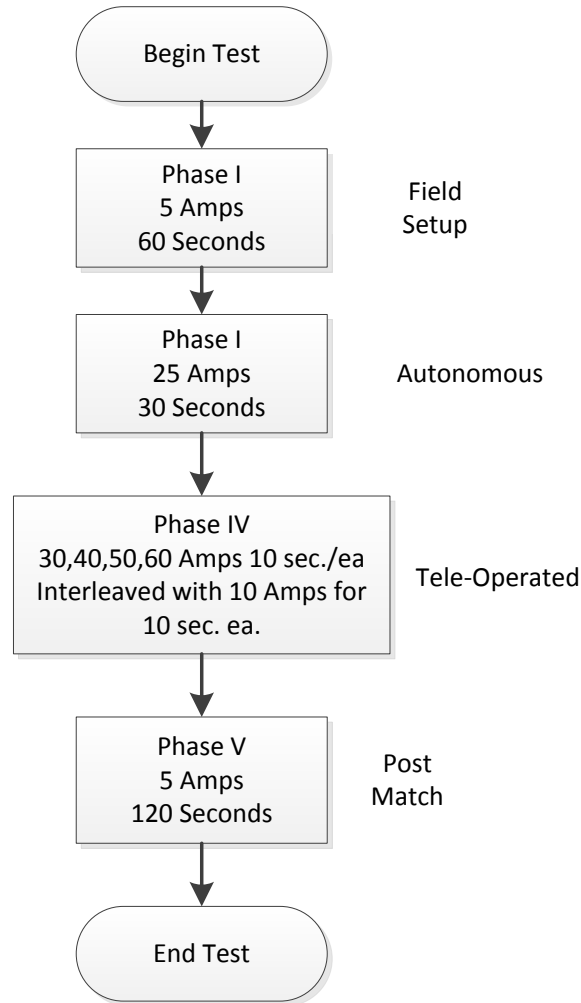 Begin Test
Phase I
5 Amps
60 Seconds
Field
Setup
Phase I
25 Amps
30 Seconds
Autonomous
Phase IV
30,40,50,60 Amps 10 sec./ea
Interleaved with 10 Amps for
10 sec. ea.
Tele-Operated
Phase V
5 Amps
120 Seconds
Post
Match
End Test